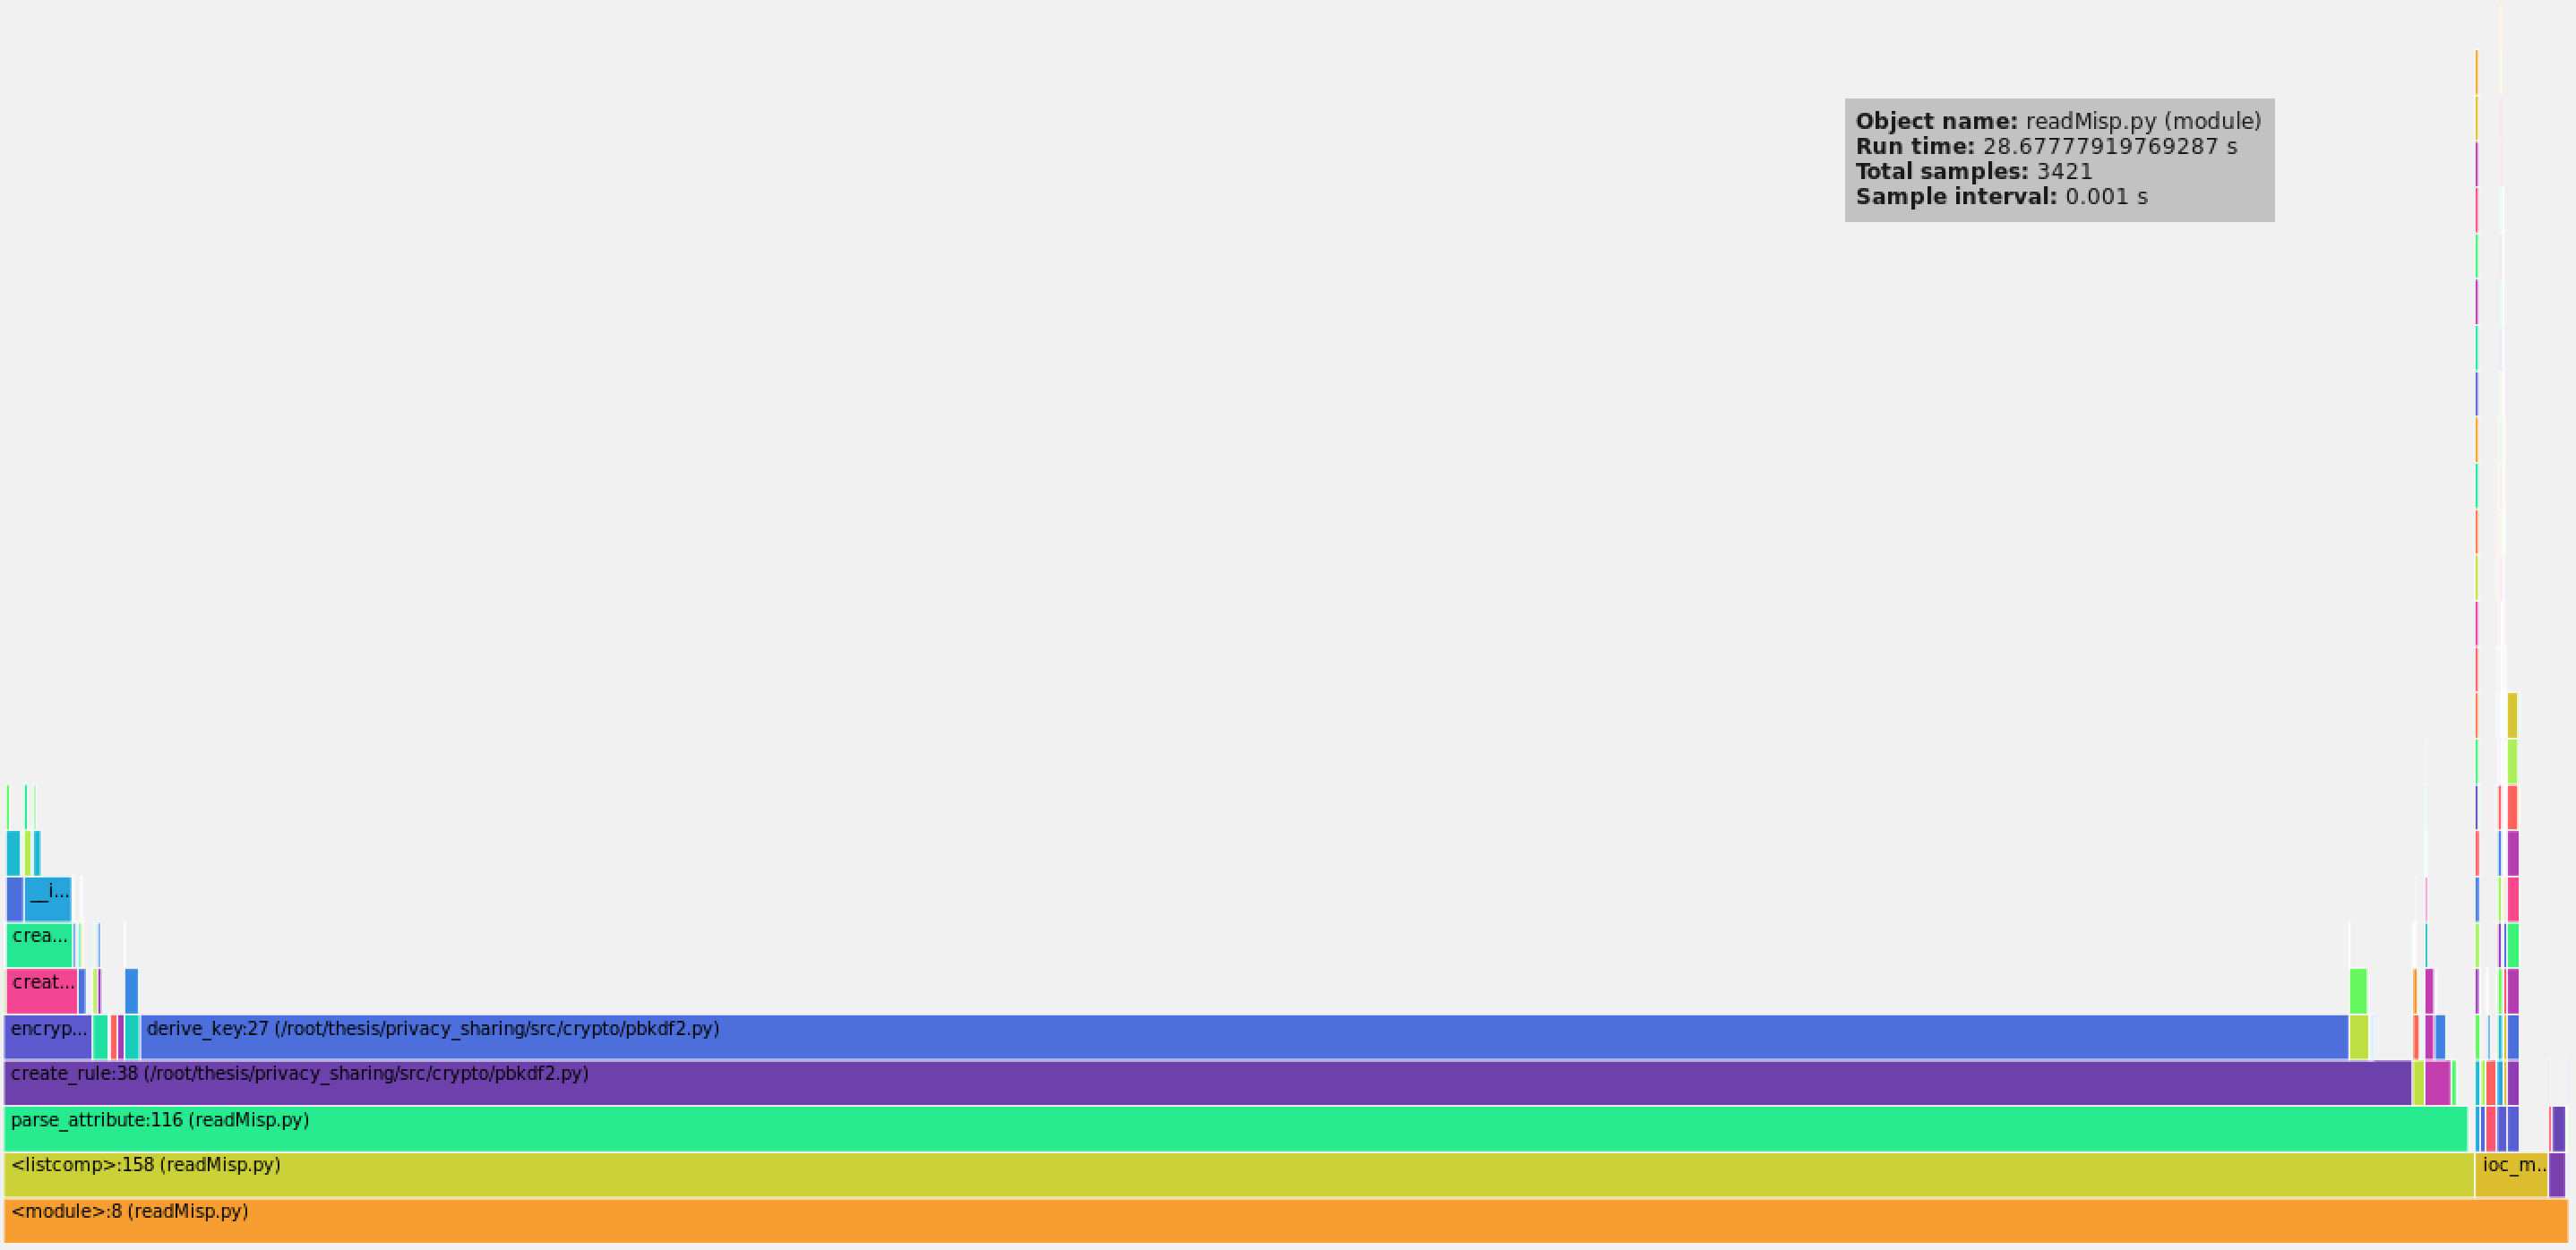 Object name: readMisp.py (module)
Run time: 28.67777919769287 s
Total samples: 3421
Sample interval: 0.001 s
__i...
crea...
creat...
encryp... derive_key:27 (/root/thesis/privacy_sharing/src/crypto/pbkdf2.py)
create_rule:38 (/root/thesis/privacy_sharing/src/crypto/pbkdf2.py)
parse_attribute:116 (readMisp.py)
<listcomp>:158 (readMisp.py) ioc_m...
<module>:8 (readMisp.py)